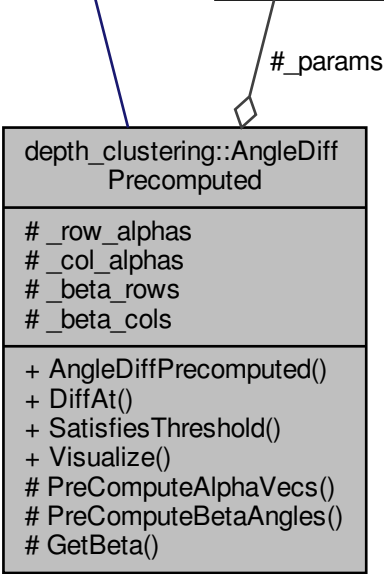 #_params
depth_clustering::AngleDiff
Precomputed
# _row_alphas
# _col_alphas
# _beta_rows
# _beta_cols
+ AngleDiffPrecomputed()
+ DiffAt()
+ SatisfiesThreshold()
+ Visualize()
# PreComputeAlphaVecs()
# PreComputeBetaAngles()
# GetBeta()